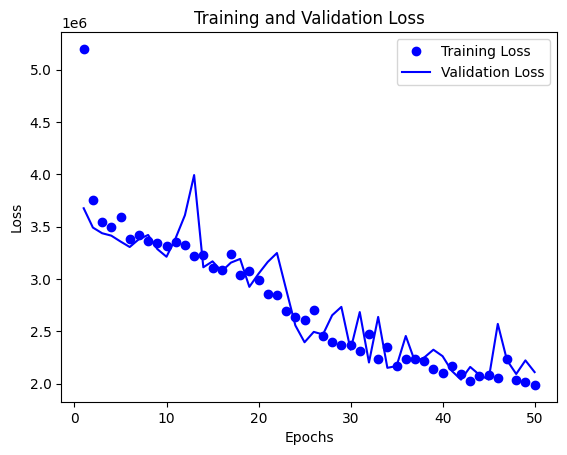 Training and Validation Loss
1e6
Training Loss
Validation Loss
5.0
4.5
4.0
3.5
3.0
2.5
2.0
Loss
0
10
20
30
40
50
Epochs